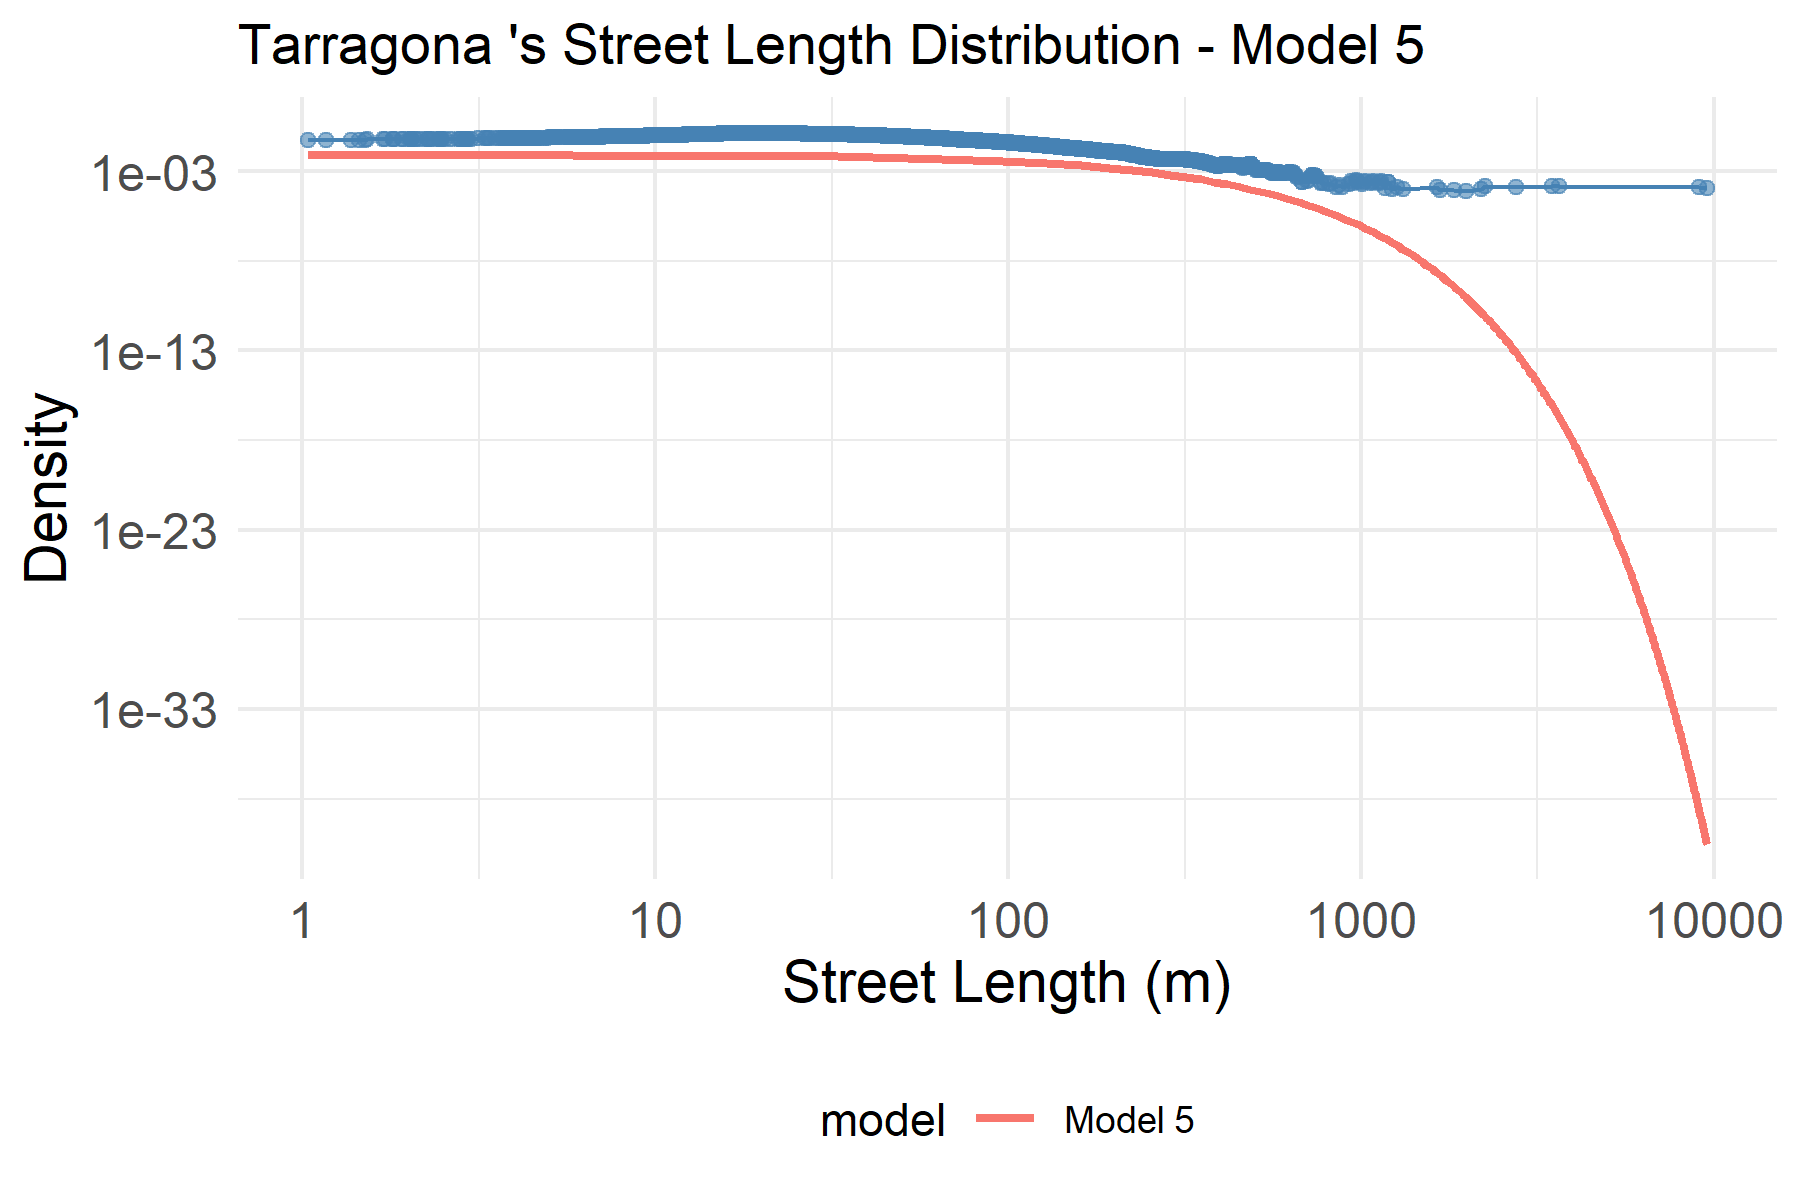 Tarragona 's Street Length Distribution - Model 5
Density
1e-03
1e-13
1e-23
1e-33
1
10
100
1000
10000
Street Length (m)
model
Model 5